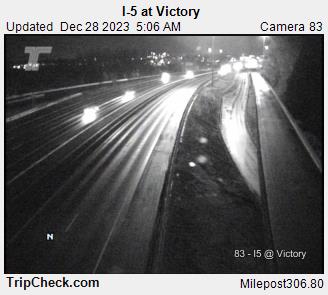 I-5 at Victory
Updated Dec 28 2023 5:06 AM Camera 83
T
N
83 - I5 @ Victory
TripCheck.com Milepost306.80